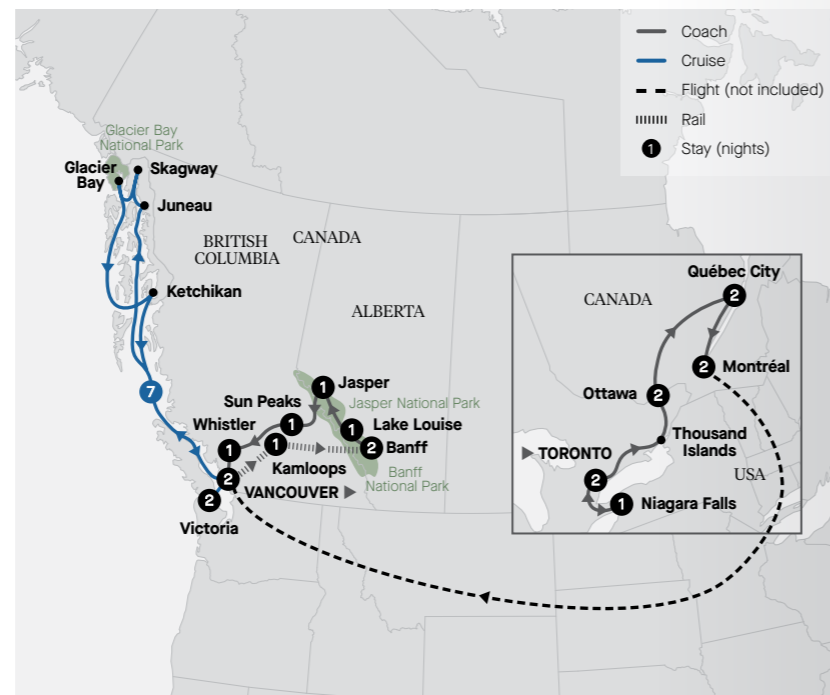 Coach
Cruise
Flight (not included)
Rail
1 Stay (nights)
Glacier Bay
National Park
Glacier
Bay
Skagway
Juneau
BRITISH
COLUMBIA
CANADA
Ketchikan
ALBERTA
7
1
Jasper
Jasper National Park
Sun Peaks
1
Whistler
1
1
Lake Louise
1
Kamloops
2
Banff
Banff
National Park
2
VANCOUVER
2
Victoria
Québec City
2
CANADA
2
Montréal
Ottawa
2
Thousand
Islands
TORONTO
2
USA
1
Niagara Falls